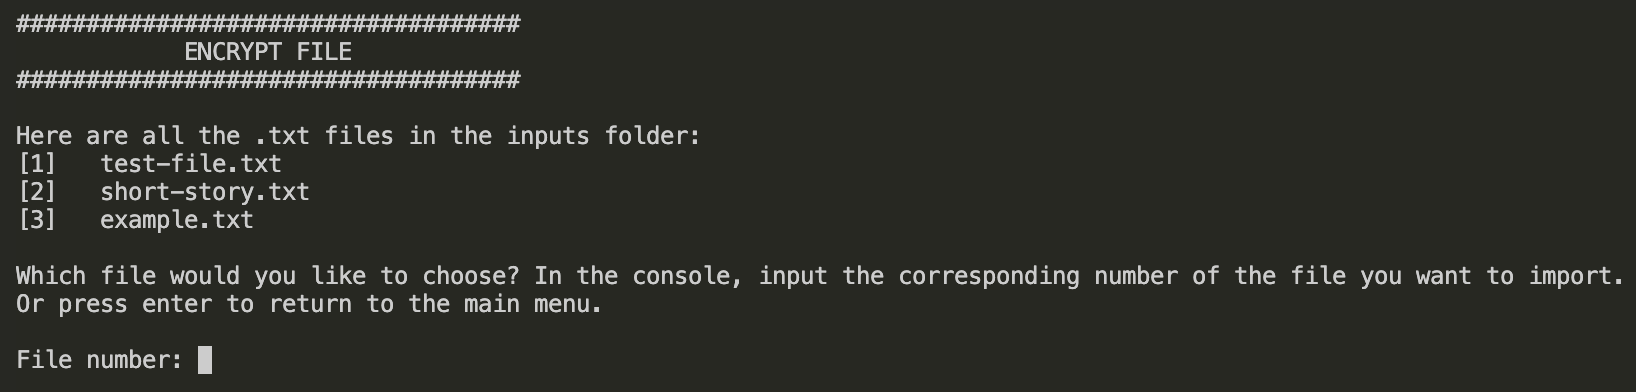 ####################################
ENCRYPT FILE
####################################
Here are all the .txt files in the inputs folder:
[1]   test-file.txt
[2]   short-story.txt
[3]   example.txt
Which file would you like to choose? In the console, input the corresponding number of the file you want to import.
Or press enter to return to the main menu.
File number: